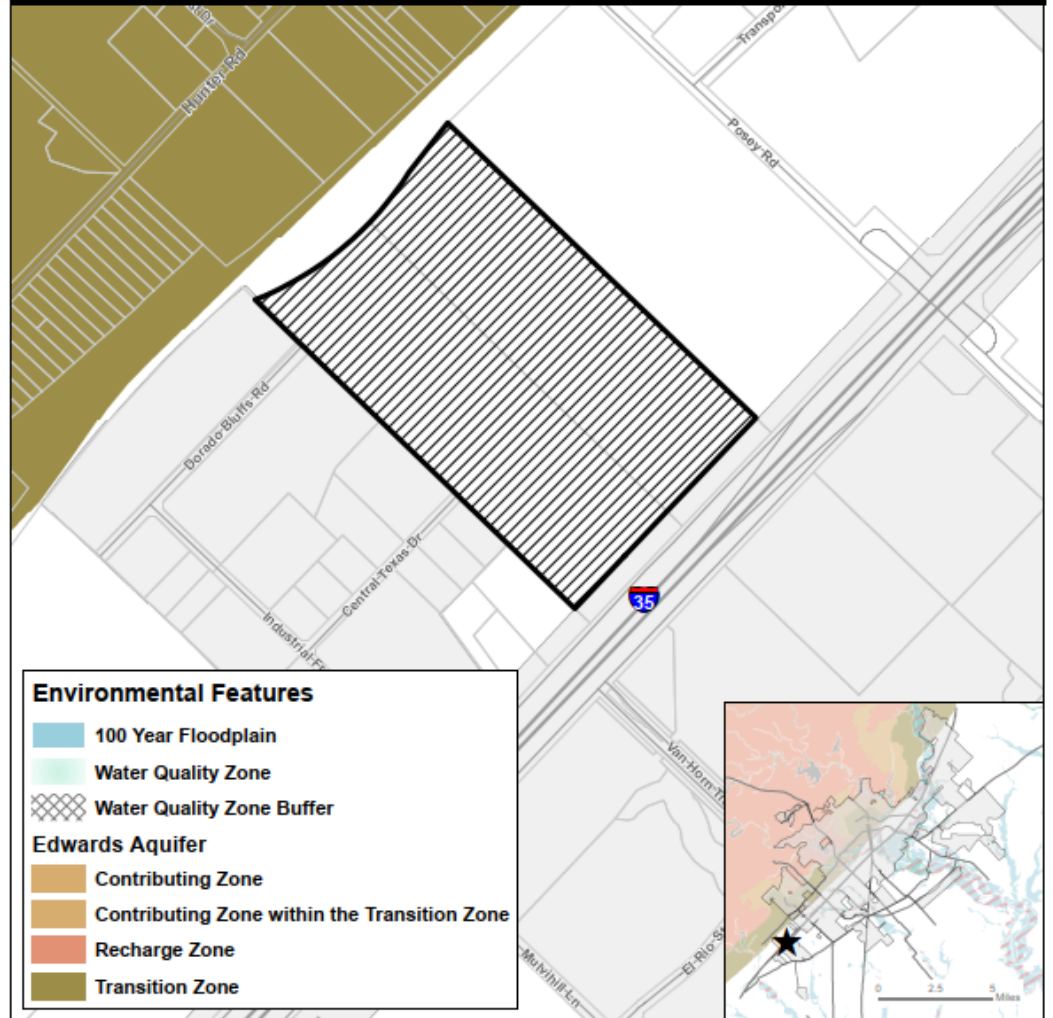 Hunter Rd
Posey Rd
Dorado Bluffs Rd
Central Texas Dr
35
Environmental Features
100 Year Floodplain
Water Quality Zone
Water Quality Zone Buffer
Edwards Aquifer
Contributing Zone
Contributing Zone within the Transition Zone
Recharge Zone
Transition Zone
Industrial
Van Horn
Mulvihill Ln
El Rio St
0 2.5 5
Miles